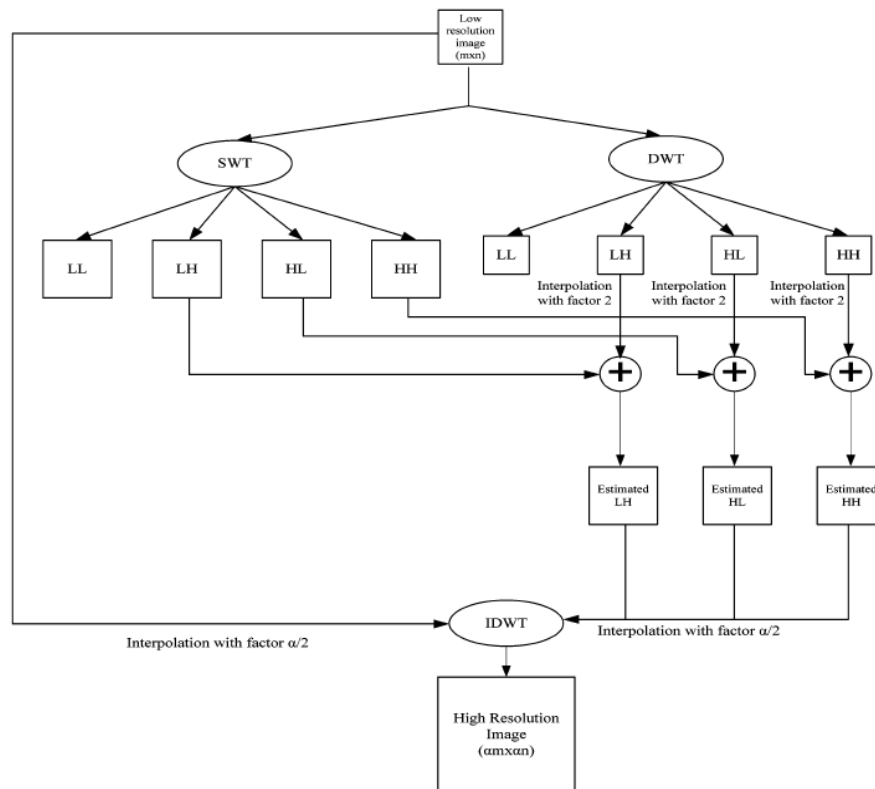 Low
resolution
image
(mxn)
SWT
DWT
LL
LH
HL
HH
LL
LH
HL
HH
Interpolation
with factor 2
Interpolation
with factor 2
Interpolation
with factor 2
+
+
+
Estimated
LH
Estimated
HL
Estimated
HH
IDWT
Interpolation with factor α/2
Interpolation with factor α/2
High Resolution
Image
(αmxαn)